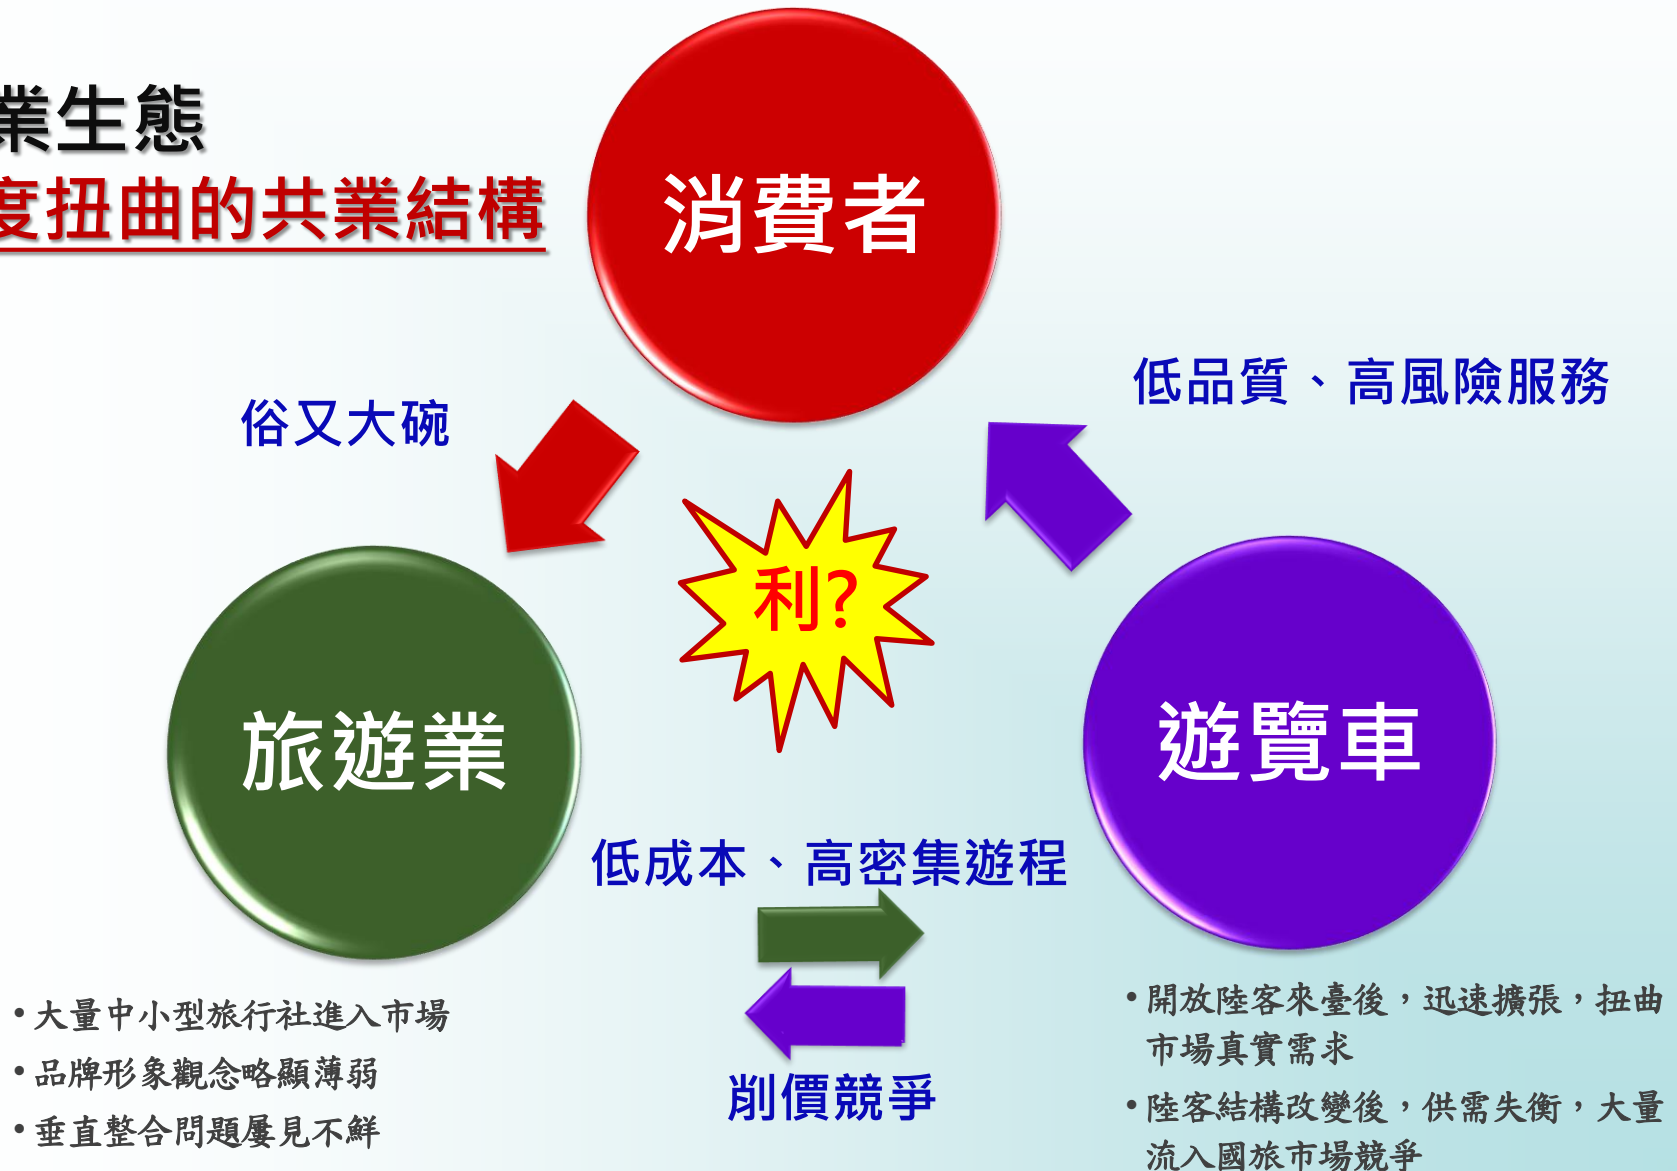 業生態
度扭曲的共業結構
消費者
俗又大碗
低品質、高風險服務
利?
旅遊業
遊覽車
低成本、高密集遊程
削價競爭
•大量中小型旅行社進入市場
•品牌形象觀念略顯薄弱
•垂直整合問題屢見不鮮
•開放陸客來臺後，迅速擴張，扭曲
市場真實需求
•陸客結構改變後，供需失衡，大量
流入國旅市場競爭